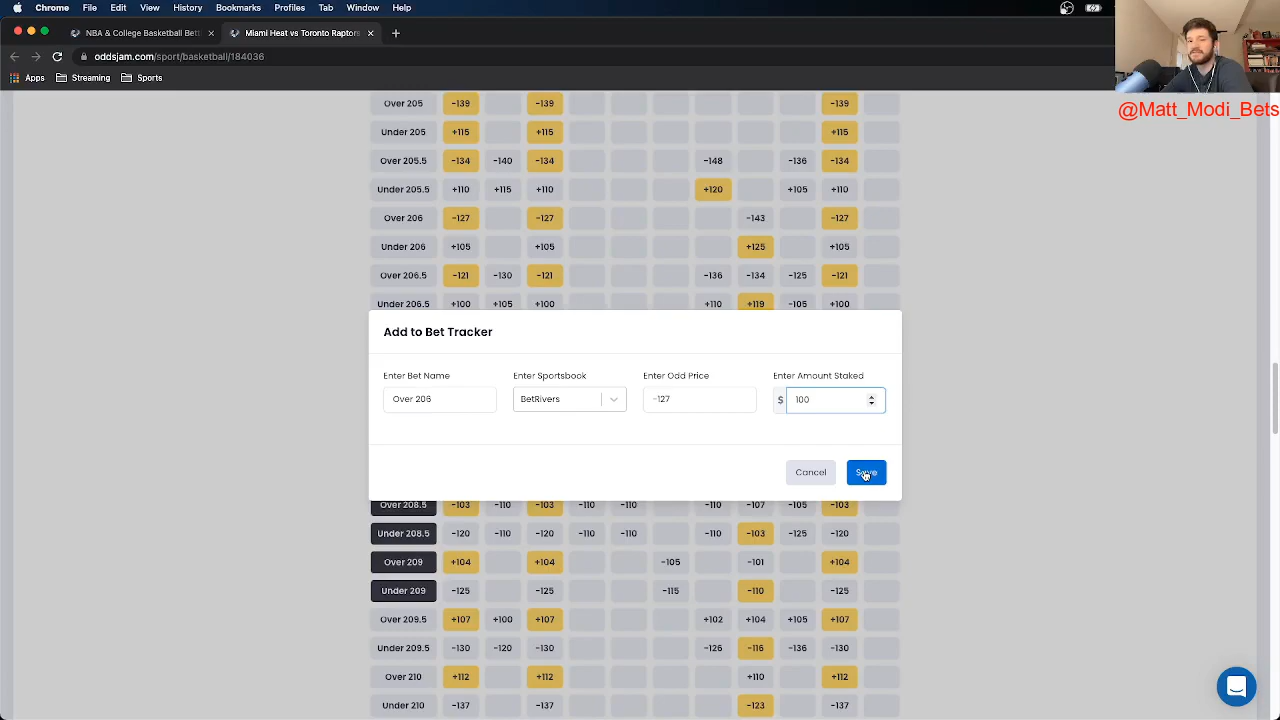 Chrome File Edit View History Bookmarks Profiles Tab Window Help
NBA & College Basketball Bet
Miami Heat vs Toronto Raptors
oddsjam.com/sport/basketball/184036
Apps Streaming Sports
@Matt_Modi_Bets
Over 205 -139 -139 -139
Under 205 +115 +115 +115
Over 205.5 -134 -140 -134 -148 -136 -134
Under 205.5 +110 +115 +110 +120 +105 +110
Over 206 -127 -127 -143 -127
Under 206 +105 +105 +125 +105
Over 206.5 -121 -130 -121 -136 -134 -125 -121
Under 206.5 +100 +105 +100 +110 +119 -105 +100
Add to Bet Tracker
Enter Bet Name Enter Sportsbook Enter Odd Price Enter Amount Staked
Over 206 BetRivers -127 $ 100
Cancel Save
Over 208.5 -103 -110 -103 -110 -110 -110 -107 -105 -103
Under 208.5 -120 -110 -120 -110 -110 -110 -103 -125 -120
Over 209 +104 +104 -105 -101 +104
Under 209 -125 -125 -115 -110 -125
Over 209.5 +107 +100 +107 +102 +104 +105 +107
Under 209.5 -130 -120 -130 -126 -116 -136 -130
Over 210 +112 +112 +110 +112
Under 210 -137 -137 -123 -137